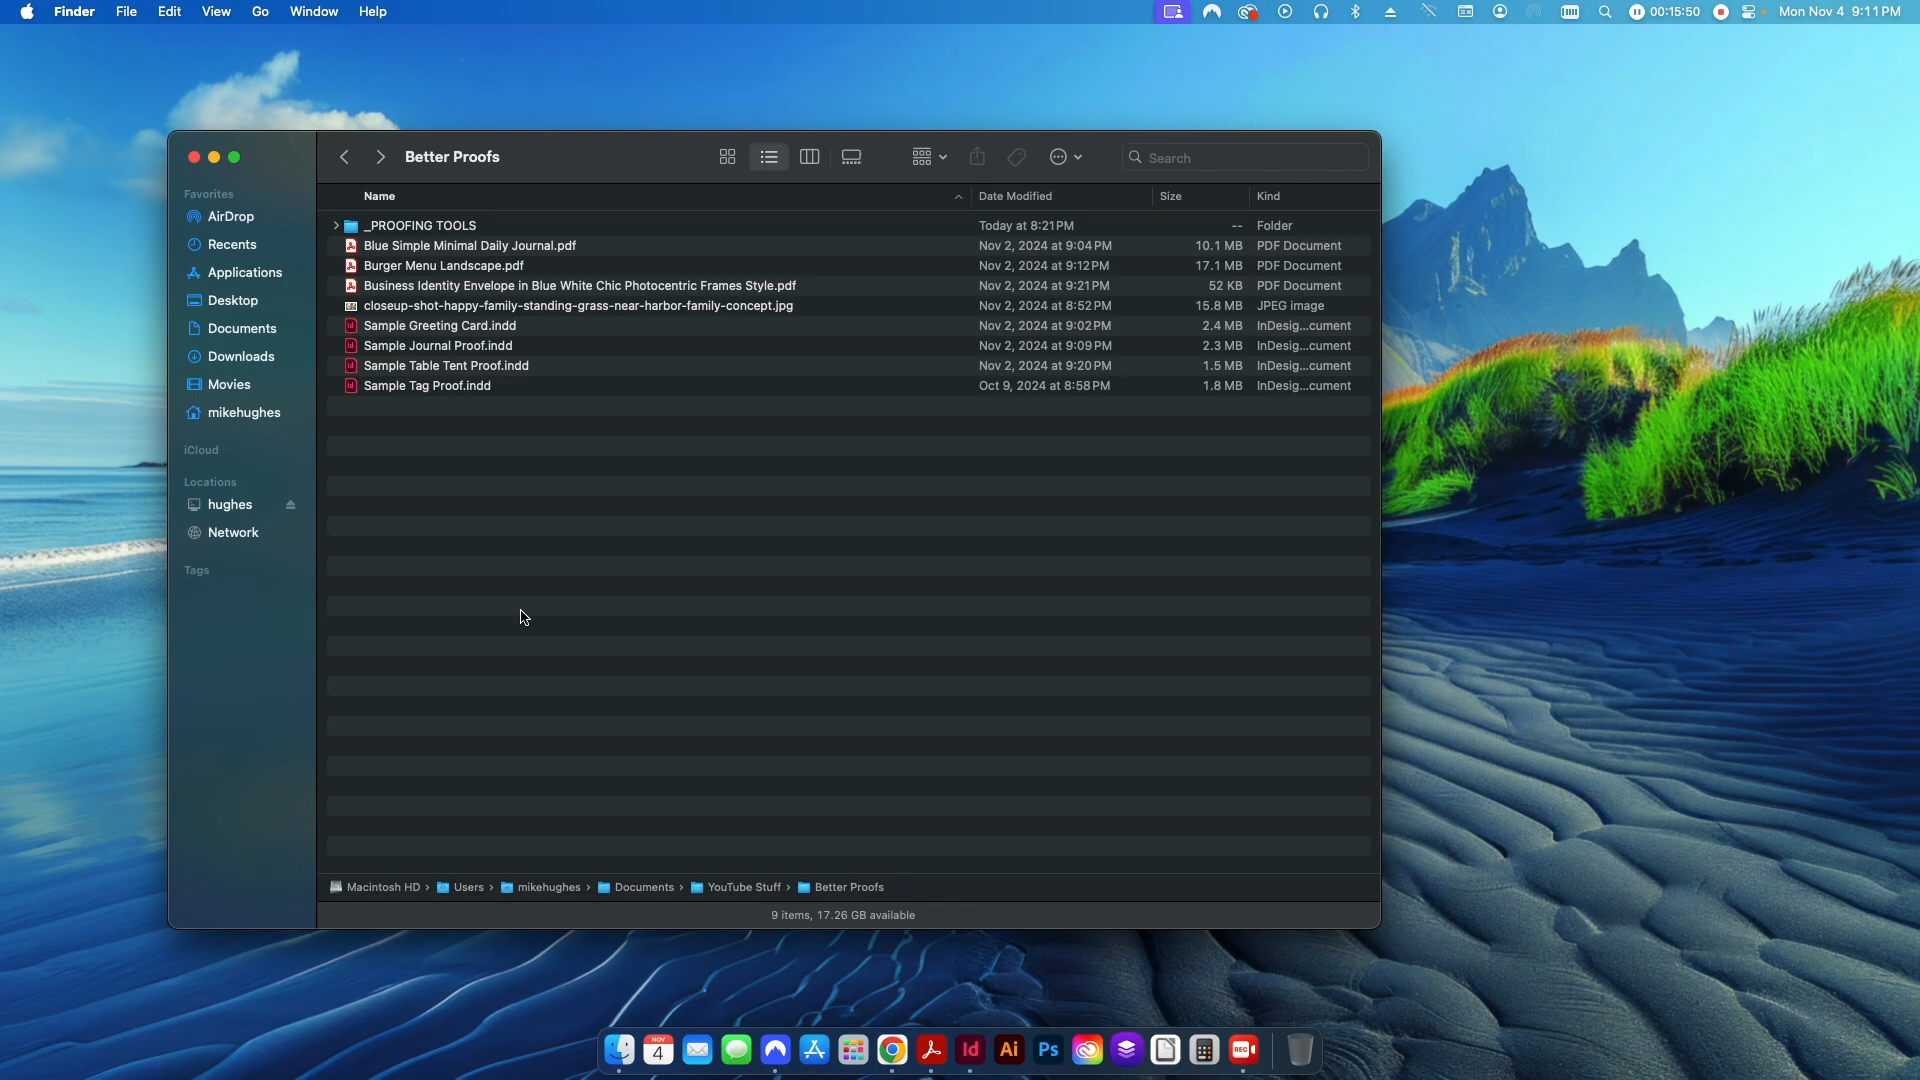 Finder File Edit View Go Window Help 00:15:50 Mon Nov 4 9:11 PM
Better Proofs Search
Favorites
AirDrop
Recents
Applications
Desktop
Documents
Downloads
Movies
mikehughes
iCloud
Locations
hughes
Network
Tags
Name Date Modified Size Kind
_PROOFING TOOLS Today at 8:21 PM -- Folder
Blue Simple Minimal Daily Journal.pdf Nov 2, 2024 at 9:04 PM 10.1 MB PDF Document
Burger Menu Landscape.pdf Nov 2, 2024 at 9:12 PM 17.1 MB PDF Document
Business Identity Envelope in Blue White Chic Photocentric Frames Style.pdf Nov 2, 2024 at 9:21 PM 52 KB PDF Document
closeup-shot-happy-family-standing-grass-near-harbor-family-concept.jpg Nov 2, 2024 at 8:52 PM 15.8 MB JPEG image
Sample Greeting Card.indd Nov 2, 2024 at 9:02 PM 2.4 MB InDesig...cument
Sample Journal Proof.indd Nov 2, 2024 at 9:09 PM 2.3 MB InDesig...cument
Sample Table Tent Proof.indd Nov 2, 2024 at 9:20 PM 1.5 MB InDesig...cument
Sample Tag Proof.indd Oct 9, 2024 at 8:58 PM 1.8 MB InDesig...cument
Macintosh HD › Users › mikehughes › Documents › YouTube Stuff › Better Proofs
9 items, 17.26 GB available
NOV
4 Id Ai Ps REC